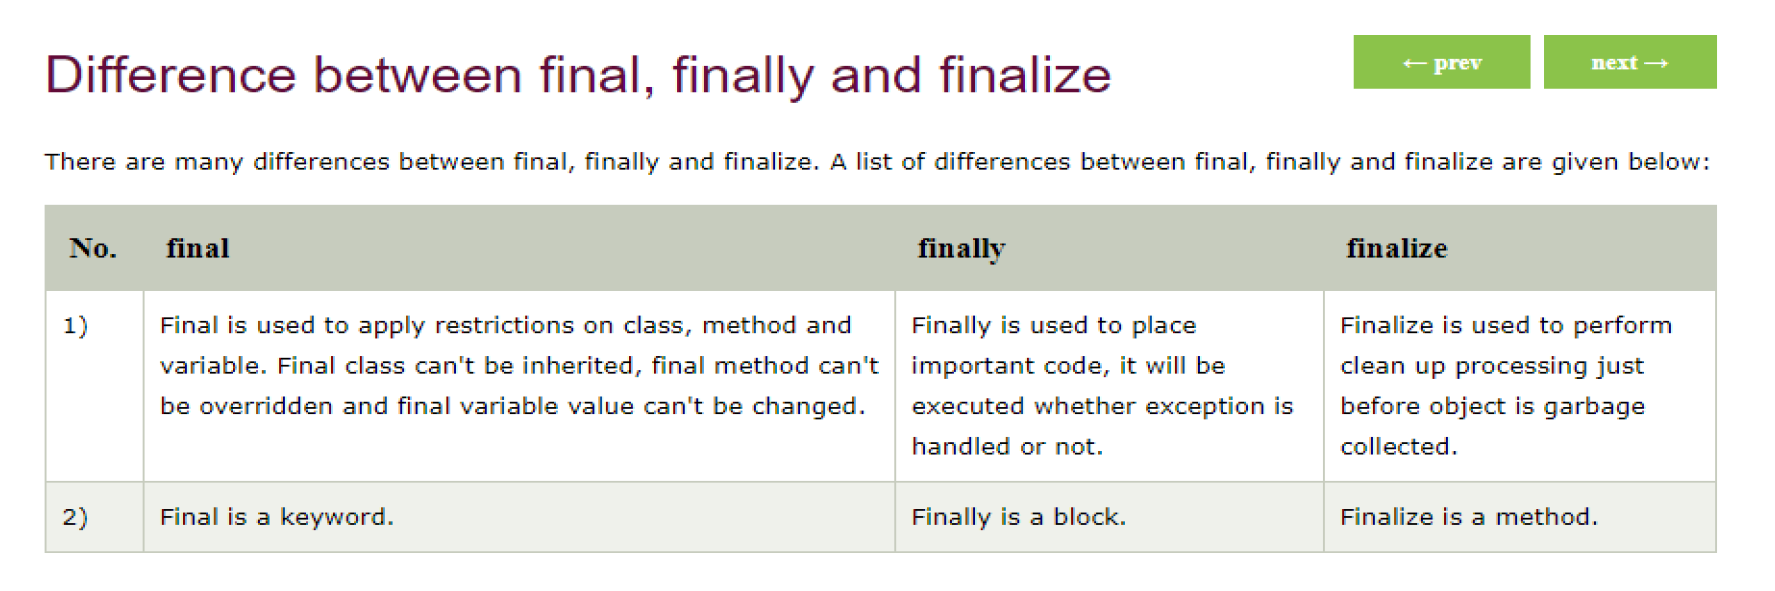 Difference between final, finally and finalize
← prev
next →
There are many differences between final, finally and finalize. A list of differences between final, finally and finalize are given below:
No.
final
finally
finalize
1)
Final is used to apply restrictions on class, method and
variable. Final class can't be inherited, final method can't
be overridden and final variable value can't be changed.
Finally is used to place
important code, it will be
executed whether exception is
handled or not.
Finalize is used to perform
clean up processing just
before object is garbage
collected.
2)
Final is a keyword.
Finally is a block.
Finalize is a method.